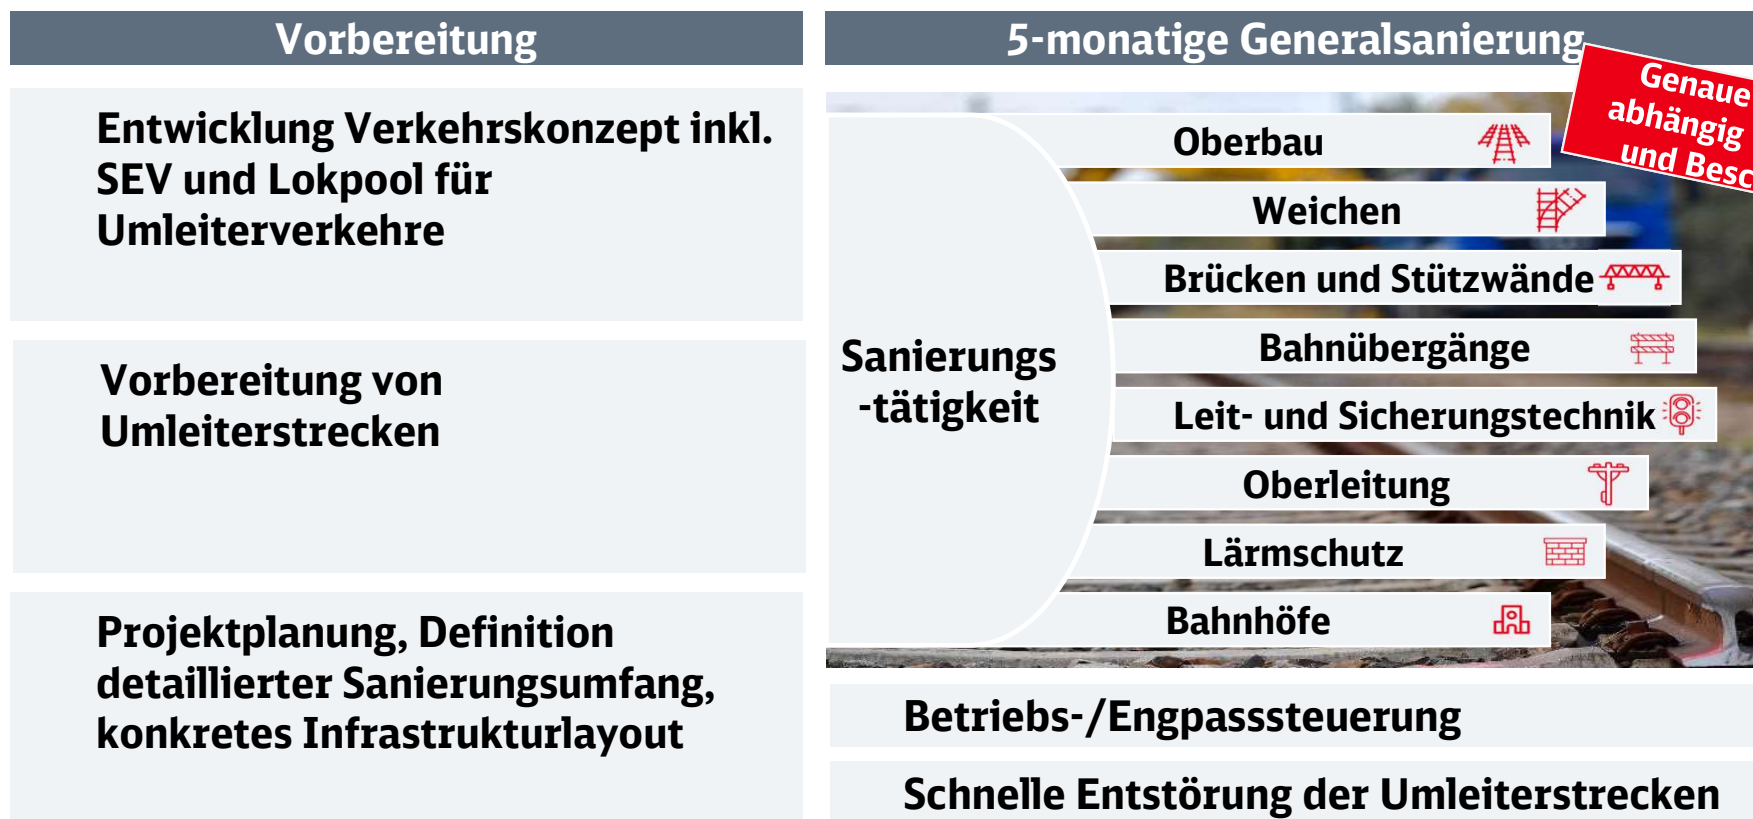 Vorbereitung
Entwicklung Verkehrskonzept inkl.
SEV und Lokpool für
Umleiterverkehre
Vorbereitung von
Umleiterstrecken
Projektplanung, Definition
detaillierter Sanierungsumfang,
konkretes Infrastrukturlayout
5-monatige Generalsanierung
Genaue
abhängig
und
Sanierungs
-tätigkeit
Oberbau
Weichen
Brücken und Stützwände
Bahnübergänge
Leit- und Sicherungstechnik
Oberleitung
Lärmschutz
Bahnhöfe
Betriebs-/Engpasssteuerung
Schnelle Entstörung der Umleiterstrecken